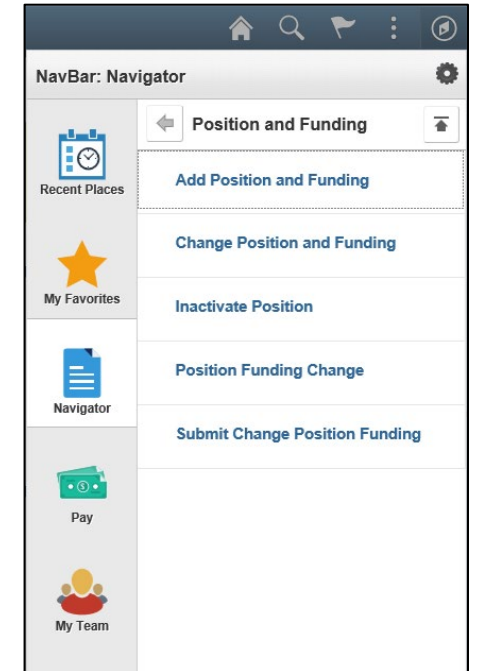 NavBar: Navigator
Position and Funding
Recent Places
My Favorites
Navigator
Pay
My Team
Add Position and Funding
Change Position and Funding
Inactivate Position
Position Funding Change
Submit Change Position Funding